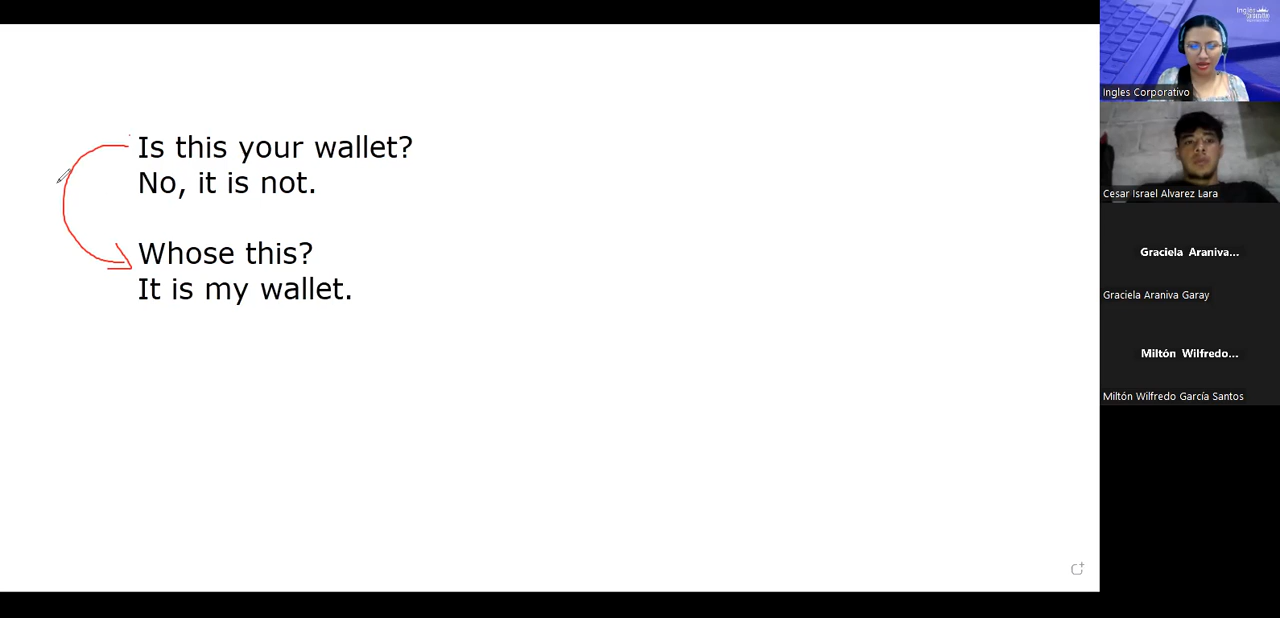 Is this your wallet?
No, it is not.
Whose this?
It is my wallet.
Ingles
Ingles Corporativo
Cesar Israel Alvarez Lara
Graciela Araniva...
Graciela Araniva Garay
Miltón Wilfredo...
Miltón Wilfredo García Santos